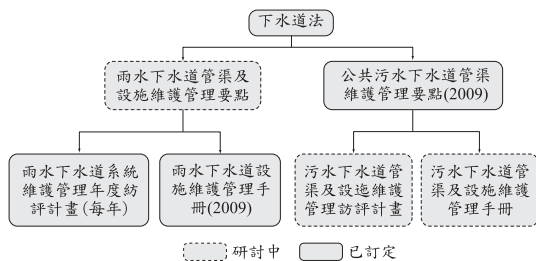 下水道法
雨水下水道管渠及
設施維護管理要點
公共污水下水道管渠
維護管理要點(2009)
雨水下水道系統
維護管理年度紡
評計畫(每年)
雨水下水道設
施維護管理手
冊(2009)
污水下水道管
渠及設迤維護
管理訪評計畫
污水下水道管
渠及設施維護
管理手冊
研討中
已訂定